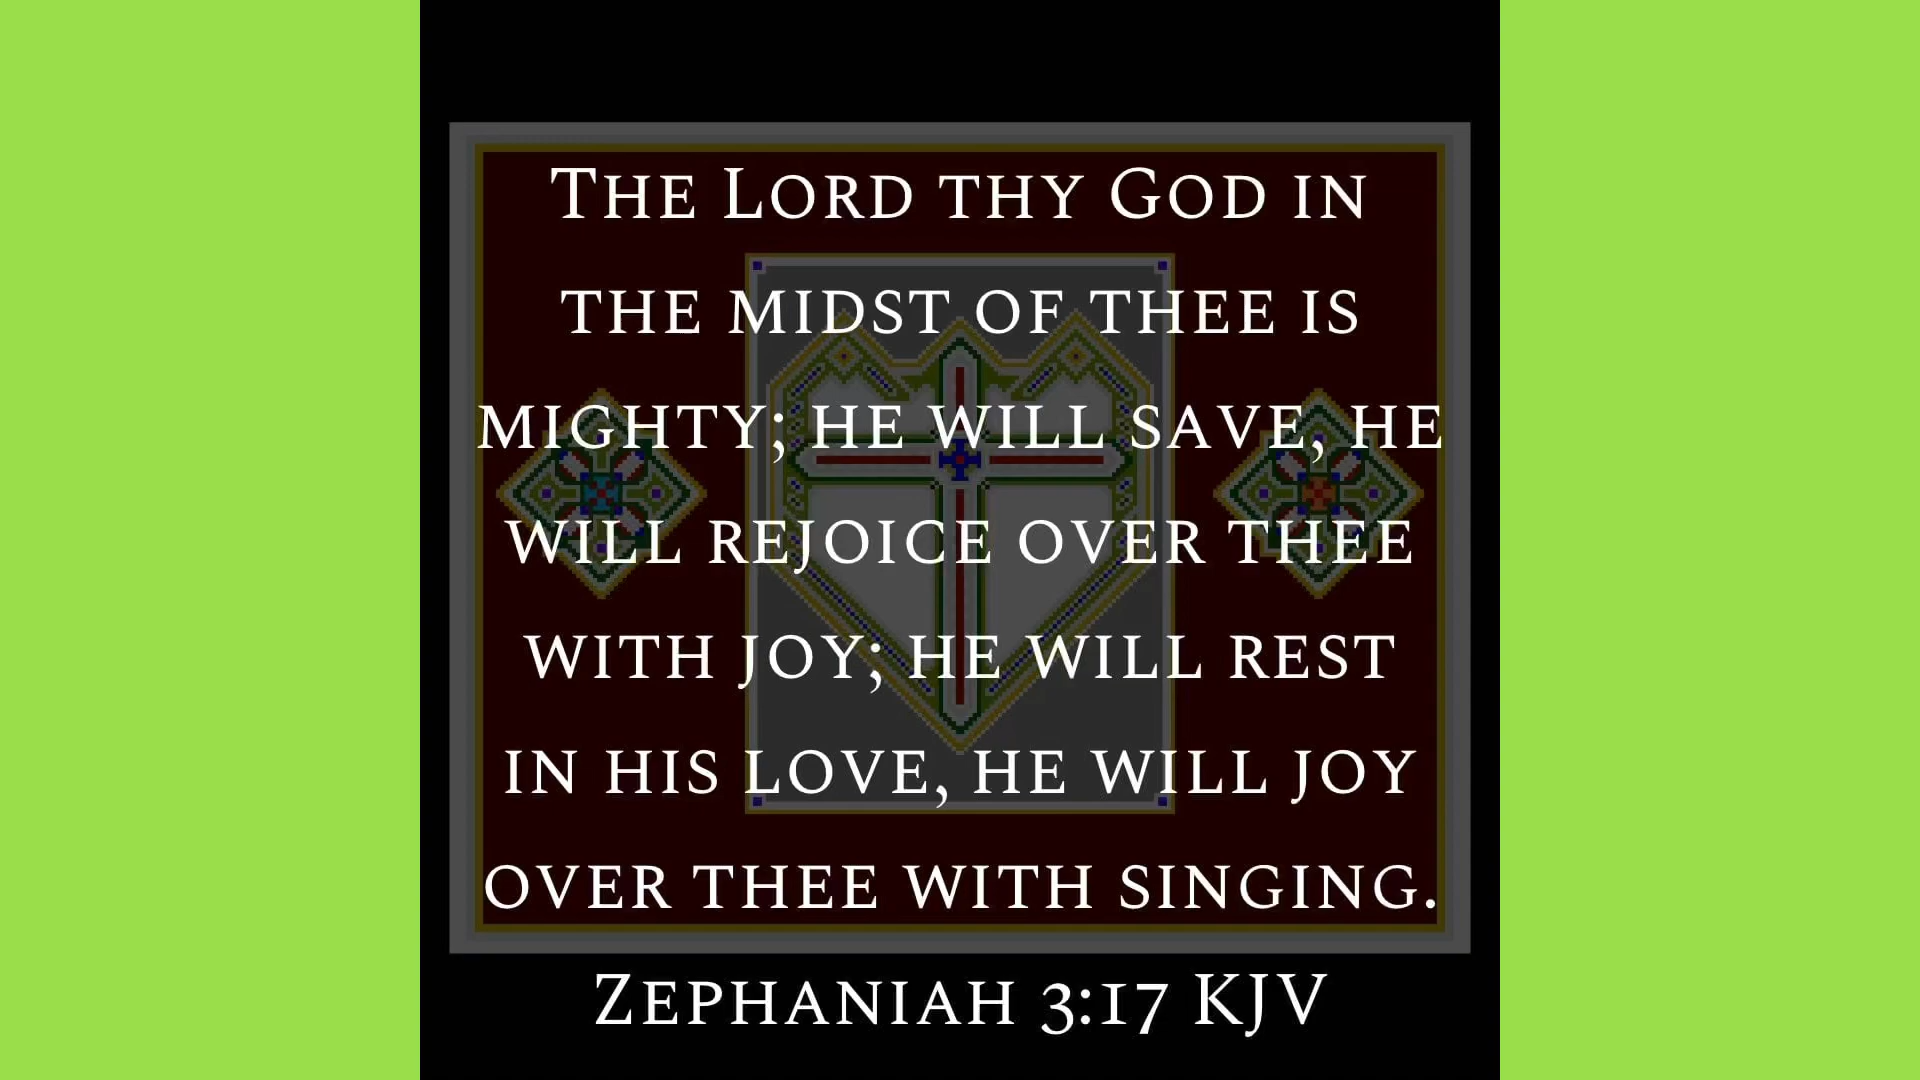 The Lord thy God in
the midst of thee is
mighty; he will save, he
will rejoice over thee
with joy; he will rest
in his love, he will joy
over thee with singing.
Zephaniah 3:17 KJV